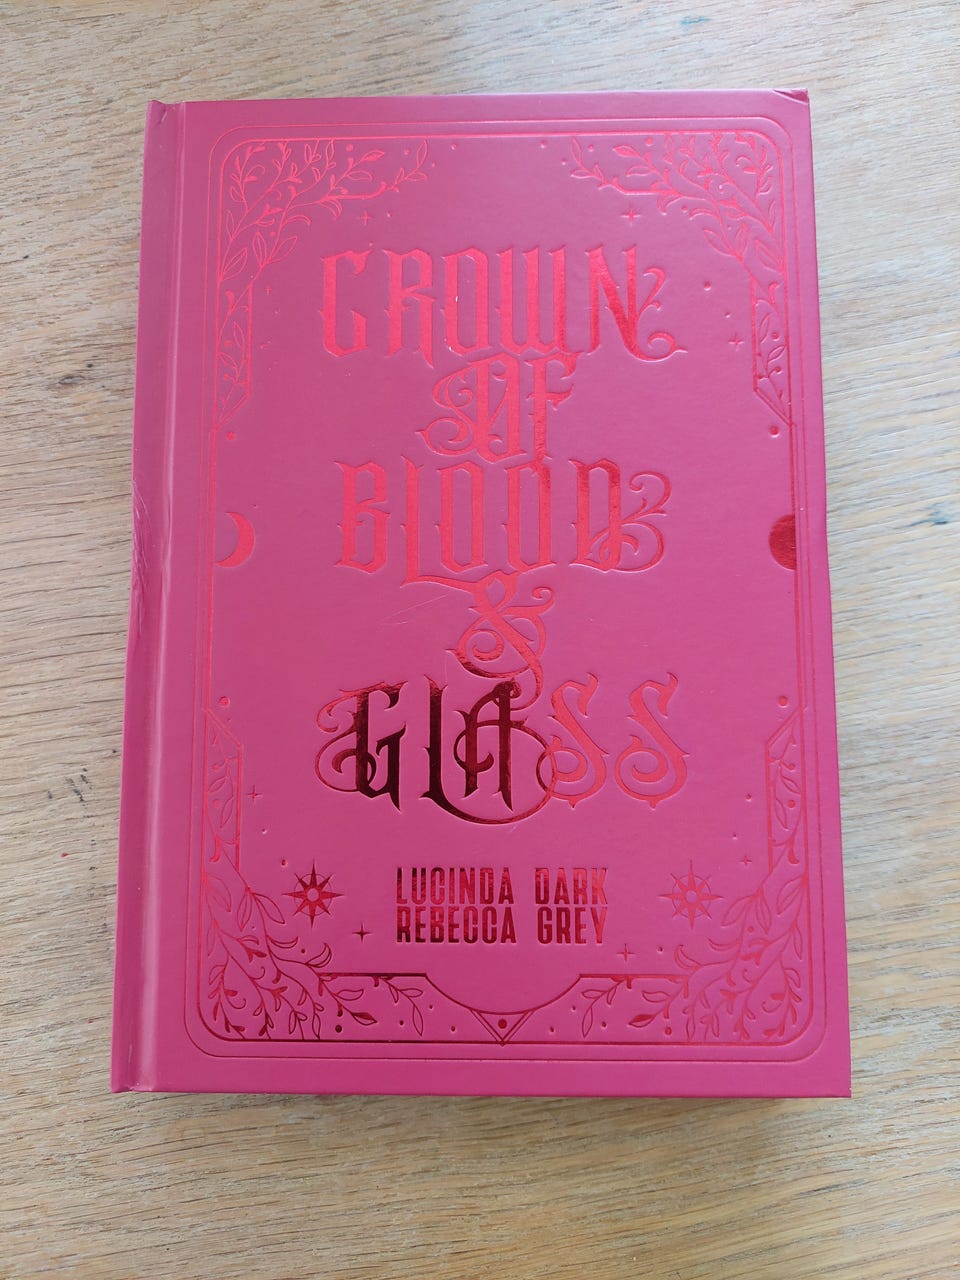 CROWN
OF
BLOOD
&
GLASS
LUCINDA DARK
REBECCA GREY